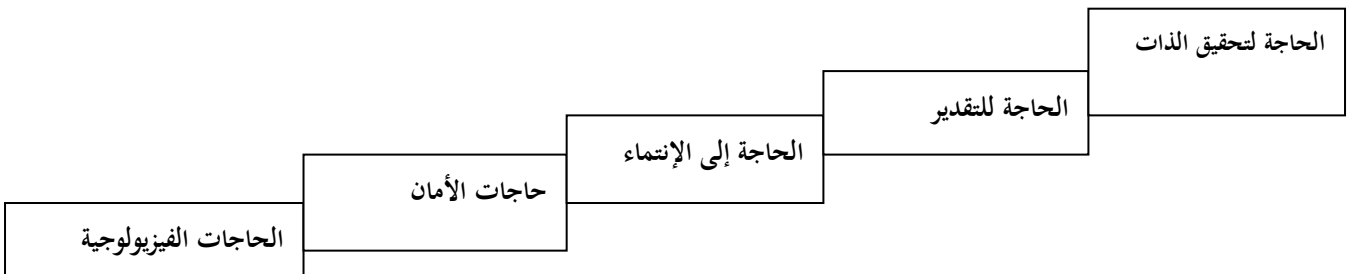 الحاجة لتحقيق الذات
الحاجة للتقدير
الحاجة إلى الإنتماء
حاجات الأمان
الحاجات الفيزيولوجية